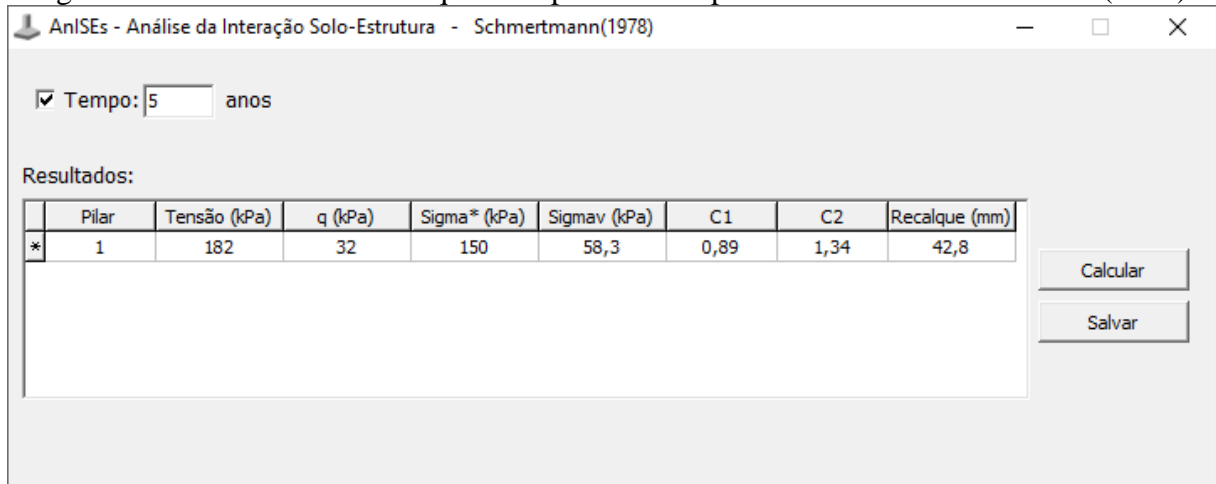 AnISEs - Análise da Interação Solo-Estrutura - Schmertmann(1978)
Tempo: 5 anos
Resultados:
Pilar Tensão (kPa) q (kPa) Sigma* (kPa) Sigmav (kPa) C1 C2 Recalque (mm)
* 1 182 32 150 58,3 0,89 1,34 42,8
Calcular
Salvar